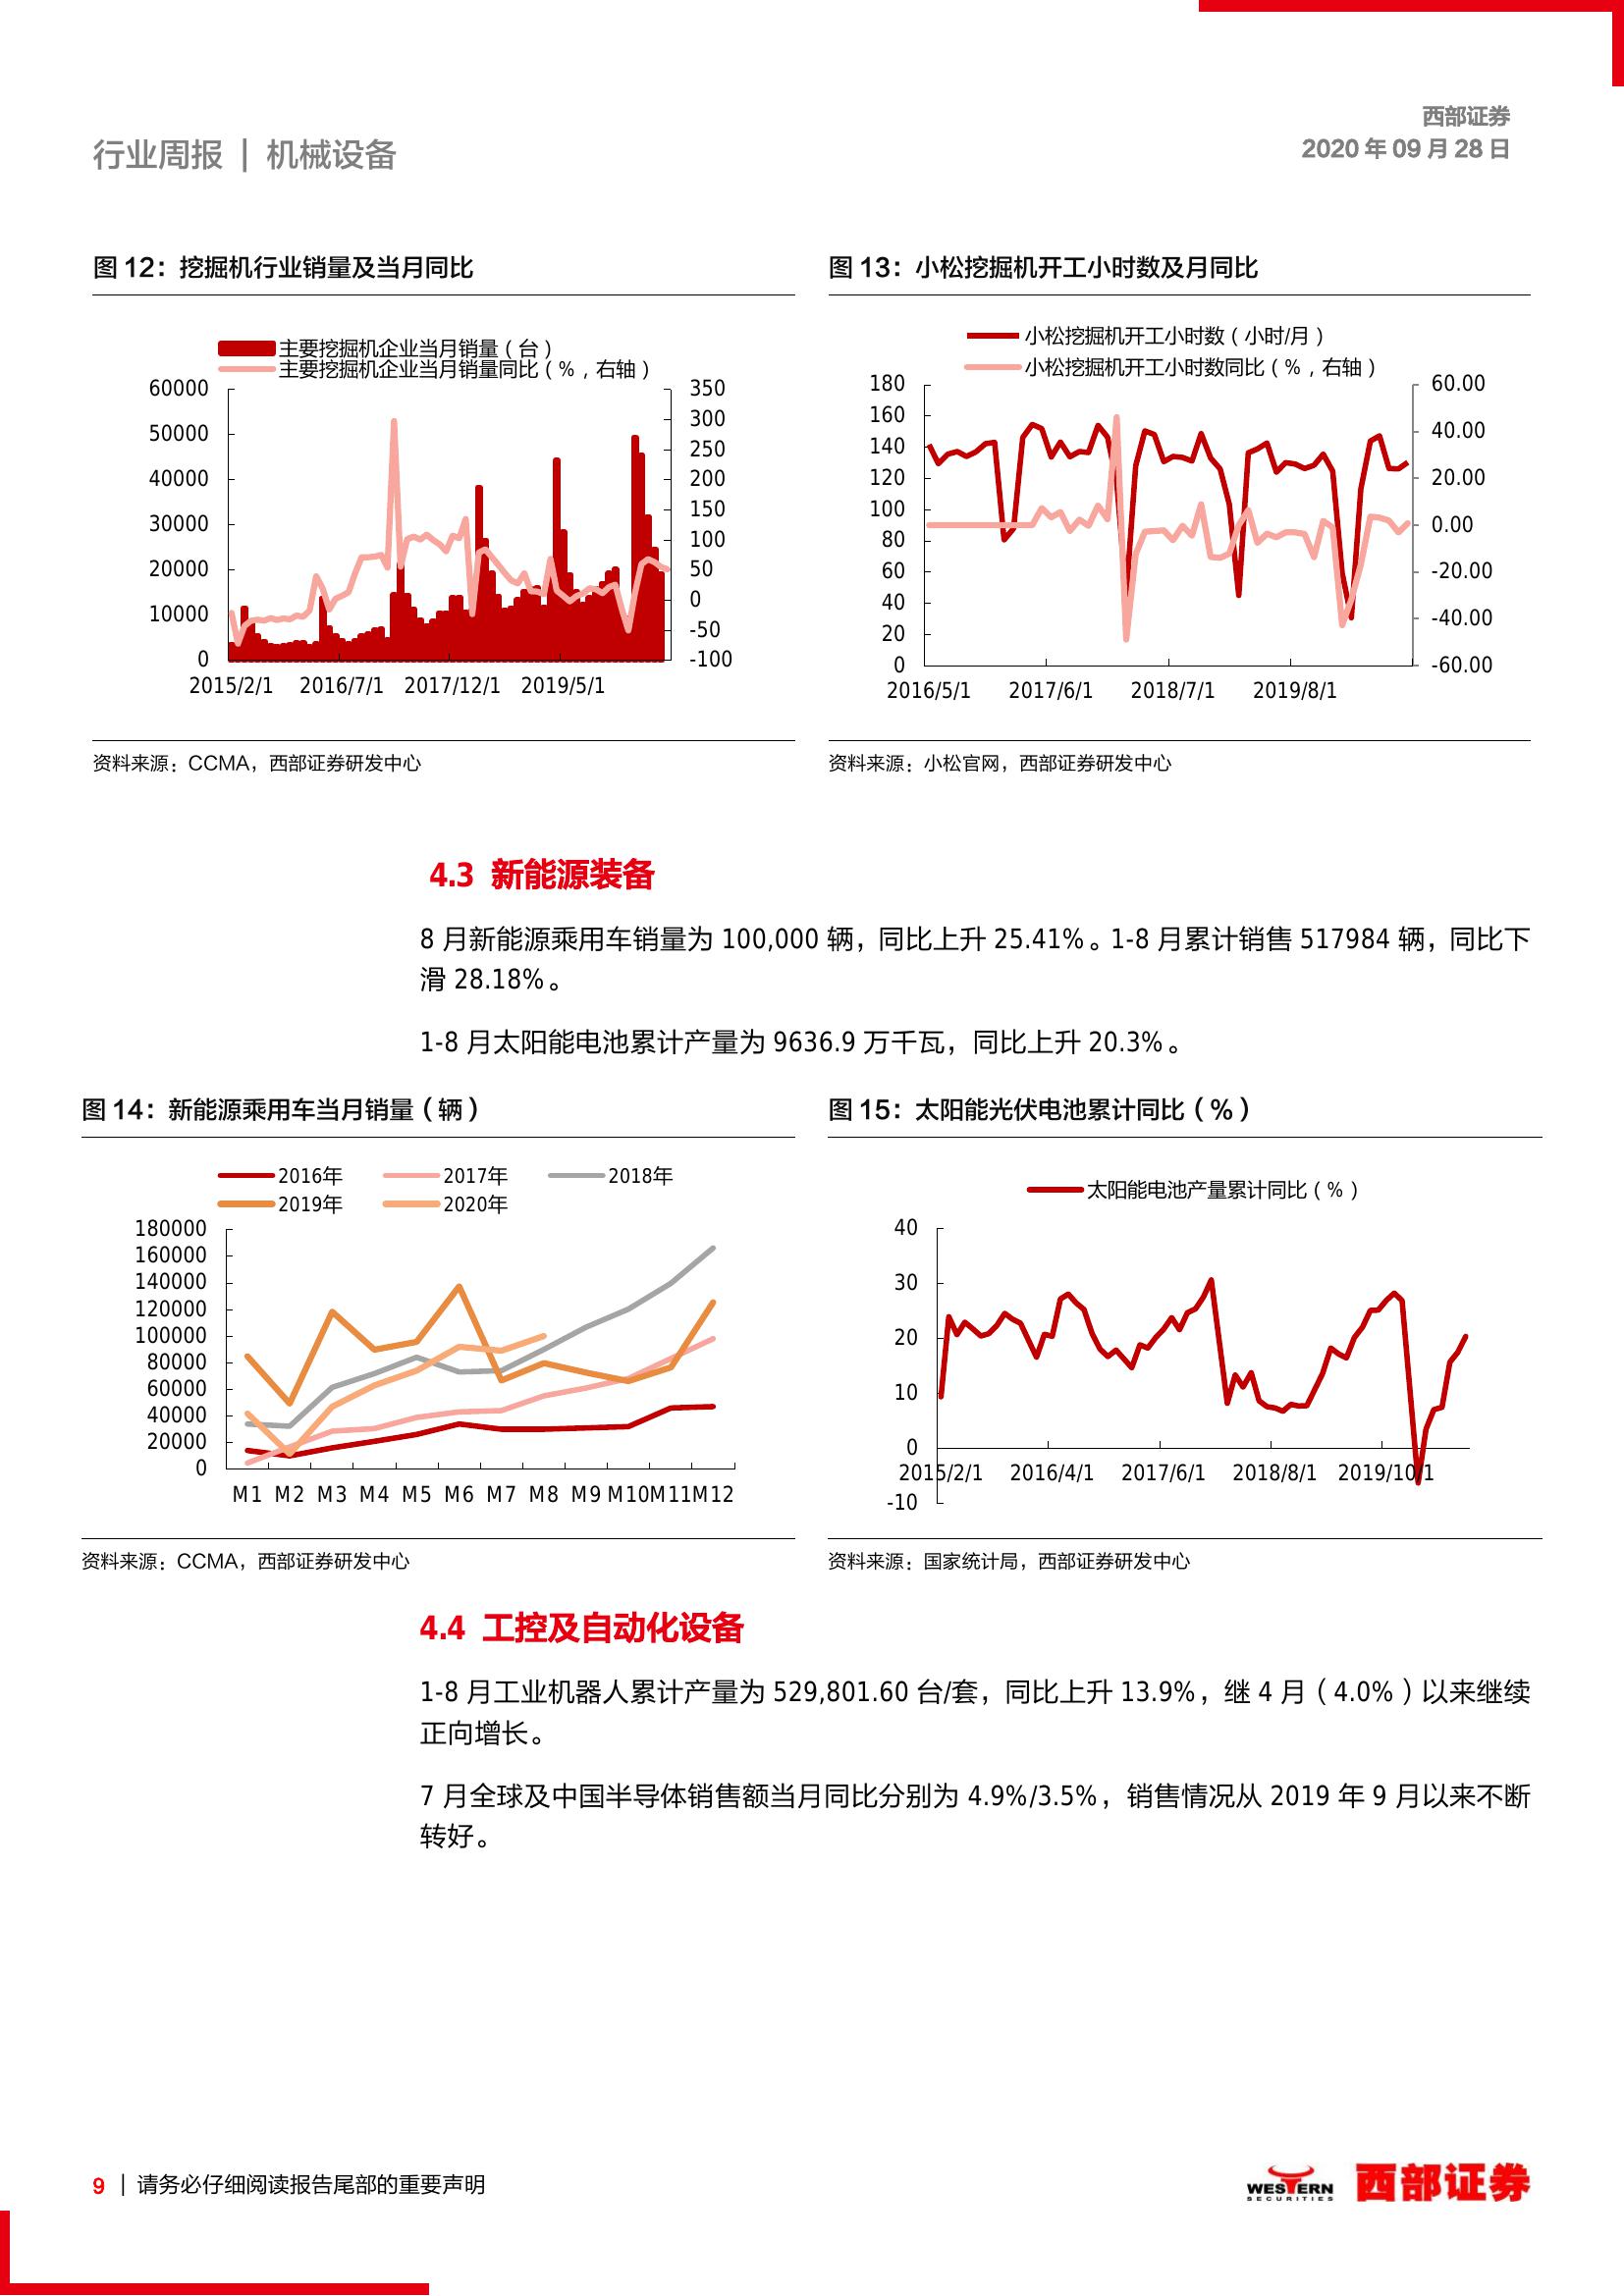 西部证券
行业周报 | 机械设备
2020 年 09 月 28 日
图 12：挖掘机行业销量及当月同比
主要挖掘机企业当月销量（台）
主要挖掘机企业当月销量同比（%，右轴）
60000
50000
40000
30000
20000
10000
0
350
300
250
200
150
100
50
0
-50
-100
2015/2/1 2016/7/1 2017/12/1 2019/5/1
资料来源：CCMA，西部证券研发中心
图 13：小松挖掘机开工小时数及月同比
小松挖掘机开工小时数（小时/月）
小松挖掘机开工小时数同比（%，右轴）
180
160
140
120
100
80
60
40
20
0
60.00
40.00
20.00
0.00
-20.00
-40.00
-60.00
2016/5/1 2017/6/1 2018/7/1 2019/8/1
资料来源：小松官网，西部证券研发中心
4.3 新能源装备
8 月新能源乘用车销量为 100,000 辆，同比上升 25.41%。1-8 月累计销售 517984 辆，同比下
滑 28.18%。
1-8 月太阳能电池累计产量为 9636.9 万千瓦，同比上升 20.3%。
图 14：新能源乘用车当月销量（辆）
2016年 2017年 2018年
2019年 2020年
180000
160000
140000
120000
100000
80000
60000
40000
20000
0
M1 M2 M3 M4 M5 M6 M7 M8 M9 M10 M11 M12
资料来源：CCMA，西部证券研发中心
图 15：太阳能光伏电池累计同比（%）
太阳能电池产量累计同比（%）
40
30
20
10
0
-10
2015/2/1 2016/4/1 2017/6/1 2018/8/1 2019/10/1
资料来源：国家统计局，西部证券研发中心
4.4 工控及自动化设备
1-8 月工业机器人累计产量为 529,801.60 台/套，同比上升 13.9%，继 4 月（4.0%）以来继续
正向增长。
7 月全球及中国半导体销售额当月同比分别为 4.9%/3.5%，销售情况从 2019 年 9 月以来不断
转好。
9 | 请务必仔细阅读报告尾部的重要声明
WESTERN
SECURITIES
西部证券